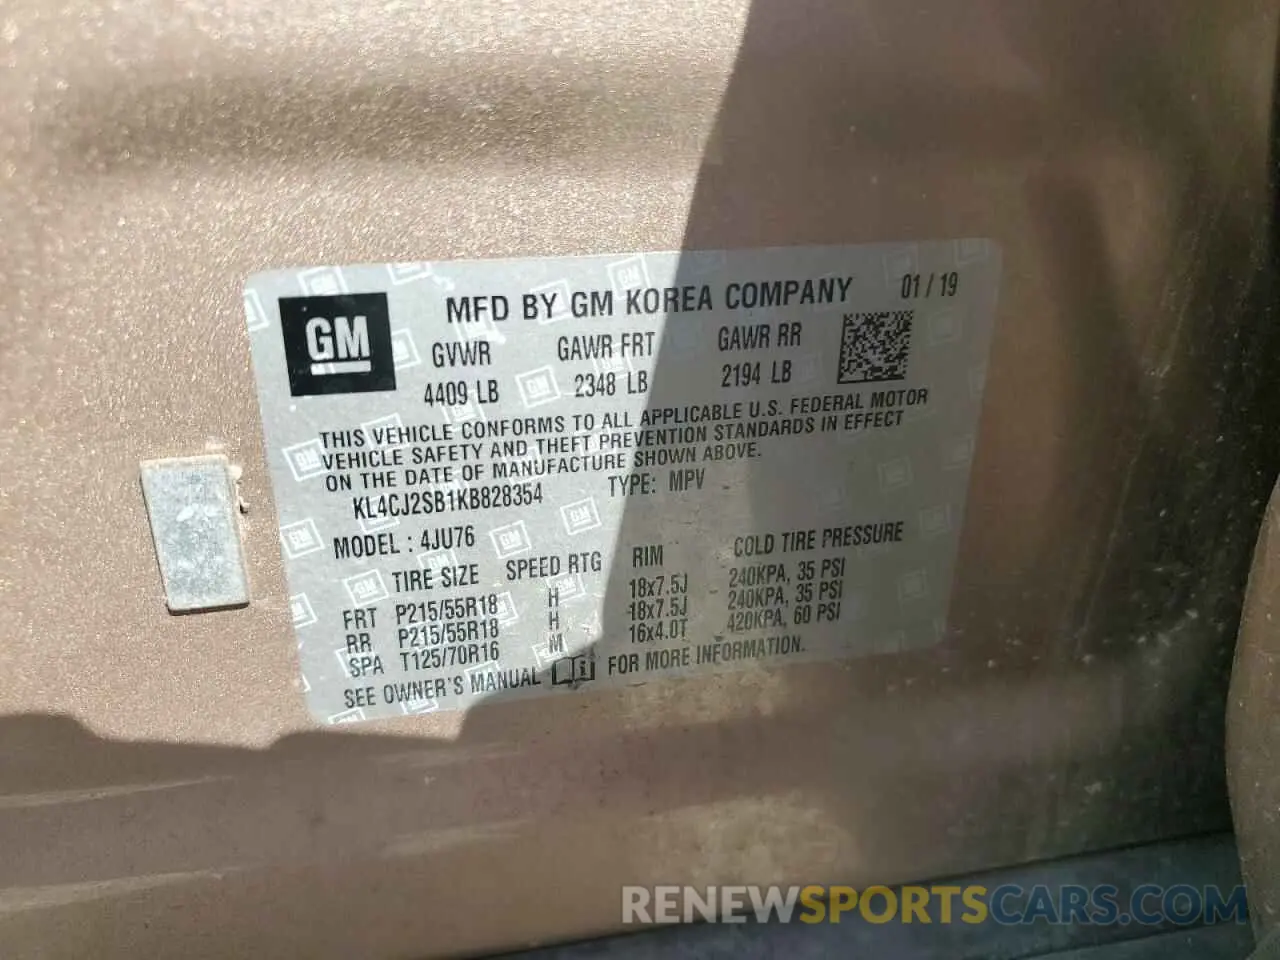 GM
MFD BY GM KOREA COMPANY 01 / 19
GVWR GAWR FRT GAWR RR
4409 LB 2348 LB 2194 LB
THIS VEHICLE CONFORMS TO ALL APPLICABLE U.S. FEDERAL MOTOR
VEHICLE SAFETY AND THEFT PREVENTION STANDARDS IN EFFECT
ON THE DATE OF MANUFACTURE SHOWN ABOVE.
KL4CJ2SB1KB828354 TYPE: MPV
MODEL : 4JU76
TIRE SIZE SPEED RTG RIM COLD TIRE PRESSURE
FRT P215/55R18 H 18x7.5J 240KPA, 35 PSI
RR P215/55R18 H 18x7.5J 240KPA, 35 PSI
SPA T125/70R16 M 16x4.0T 420KPA, 60 PSI
SEE OWNER'S MANUAL FOR MORE INFORMATION.
RENEWSPORTSCARS.COM